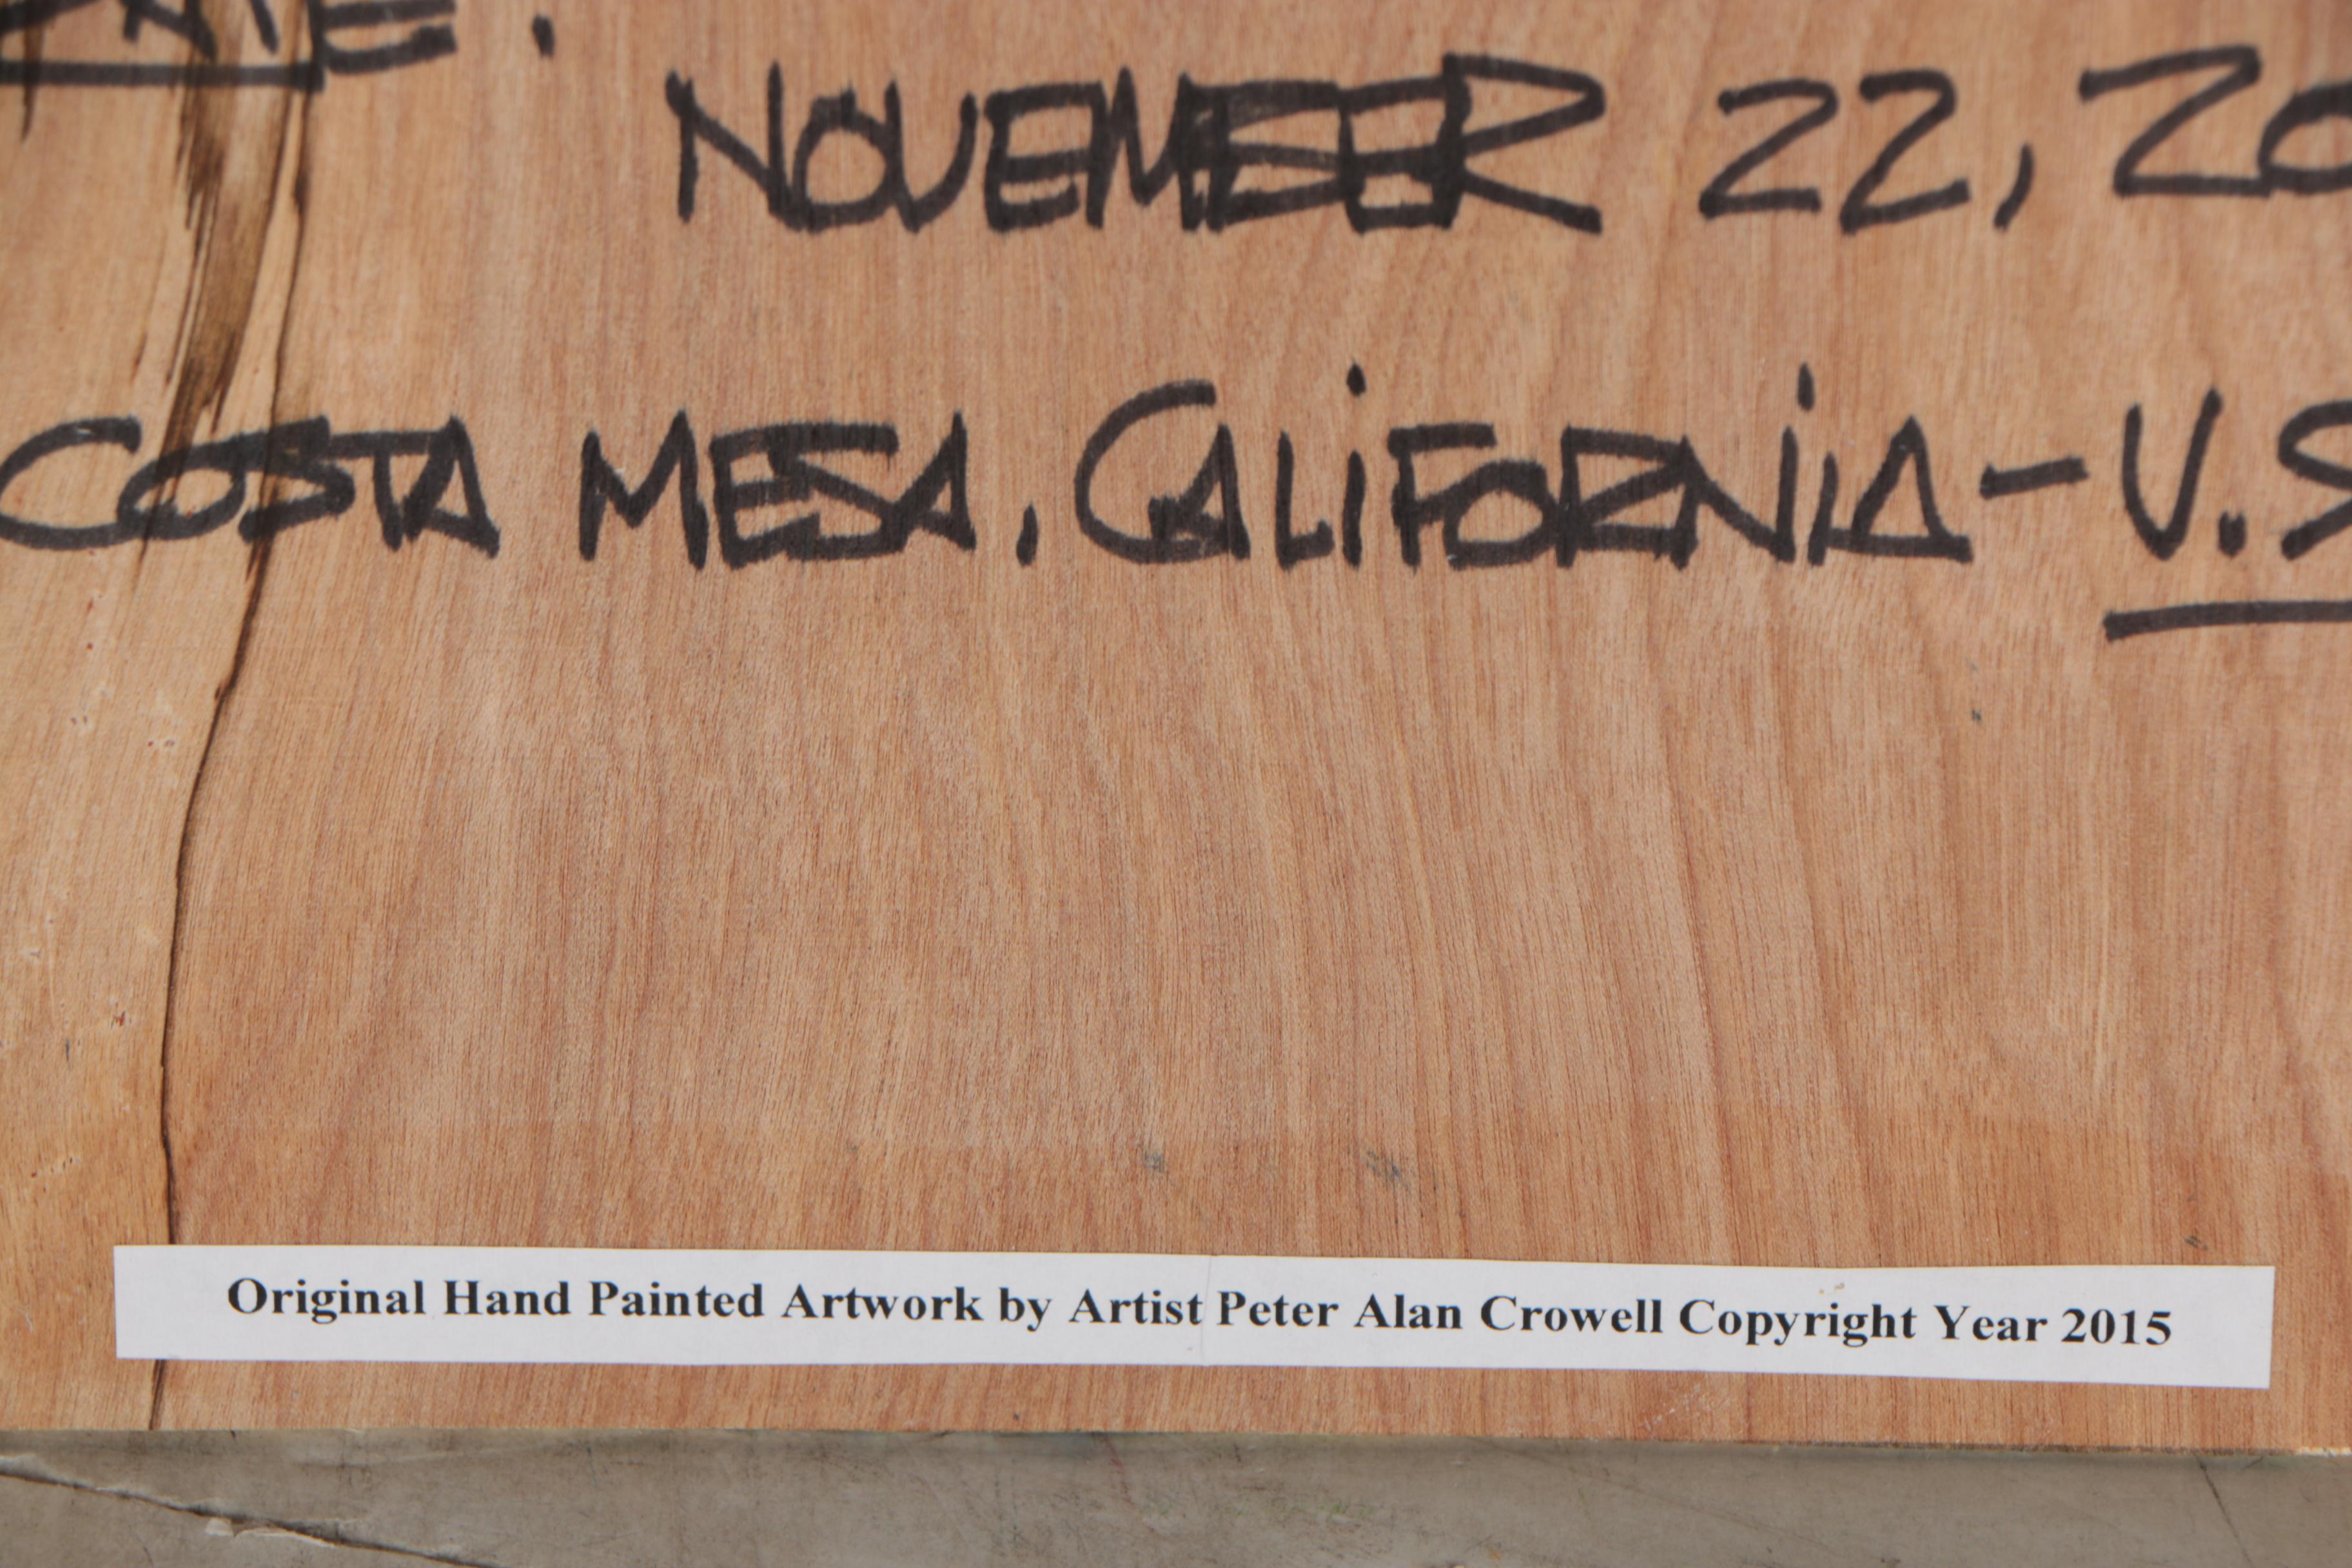 NOVEMBER 22, 20
COSTA MESA, CALIFORNIA - U.S
Original Hand Painted Artwork by Artist Peter Alan Crowell Copyright Year 2015